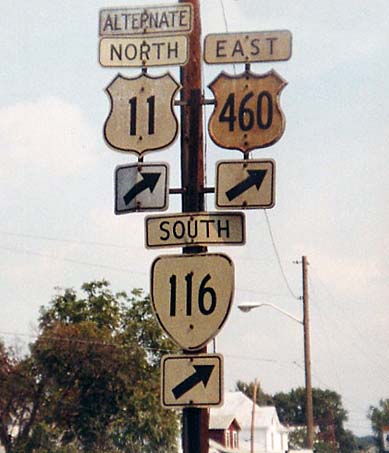 ALTERNATE
NORTH
11
EAST
460
SOUTH
116